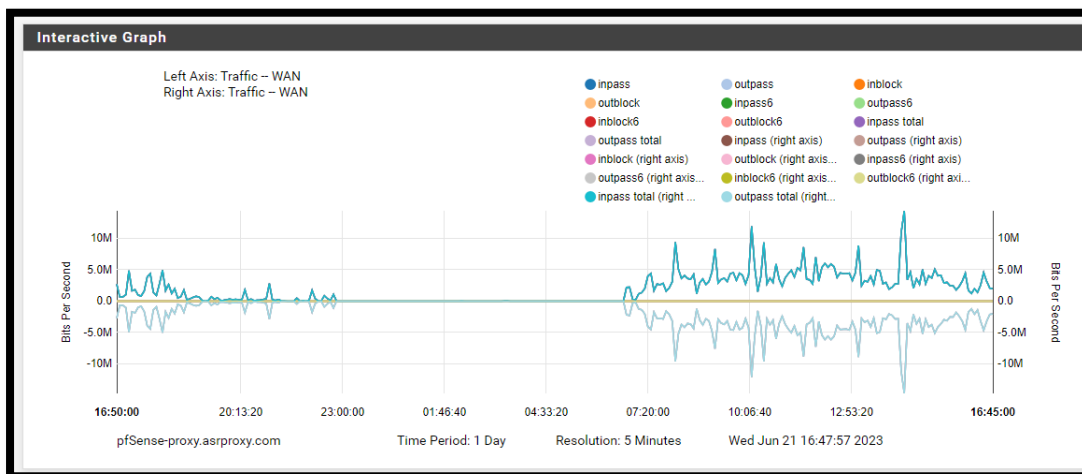 Interactive Graph
Left Axis: Traffic -- WAN
Right Axis: Traffic -- WAN
inpass outpass inblock
outblock inpass6 outpass6
inblock6 outblock6 inpass total
outpass total inpass (right axis) outpass (right axis)
inblock (right axis) outblock (right axis... inpass6 (right axis)
outpass6 (right axis... inblock6 (right axis... outblock6 (right axi...
inpass total (right ... outpass total (right...
10M 10M
5.0M 5.0M
0.0 0.0
-5.0M -5.0M
-10M -10M
Bits Per Second
Bits Per Second
16:50:00 20:13:20 23:00:00 01:46:40 04:33:20 07:20:00 10:06:40 12:53:20 16:45:00
pfSense-proxy.asrproxy.com Time Period: 1 Day Resolution: 5 Minutes Wed Jun 21 16:47:57 2023